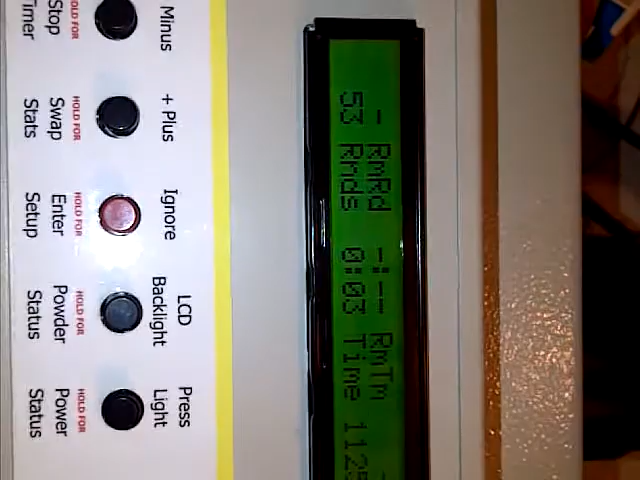 - RmRd -:-- RmTm
53 Rnds 0:03 Time 1125
Minus
HOLD FOR
Stop
Timer
+ Plus
HOLD FOR
Swap
Stats
Ignore
HOLD FOR
Enter
Setup
LCD
Backlight
HOLD FOR
Powder
Status
Press
Light
HOLD FOR
Power
Status